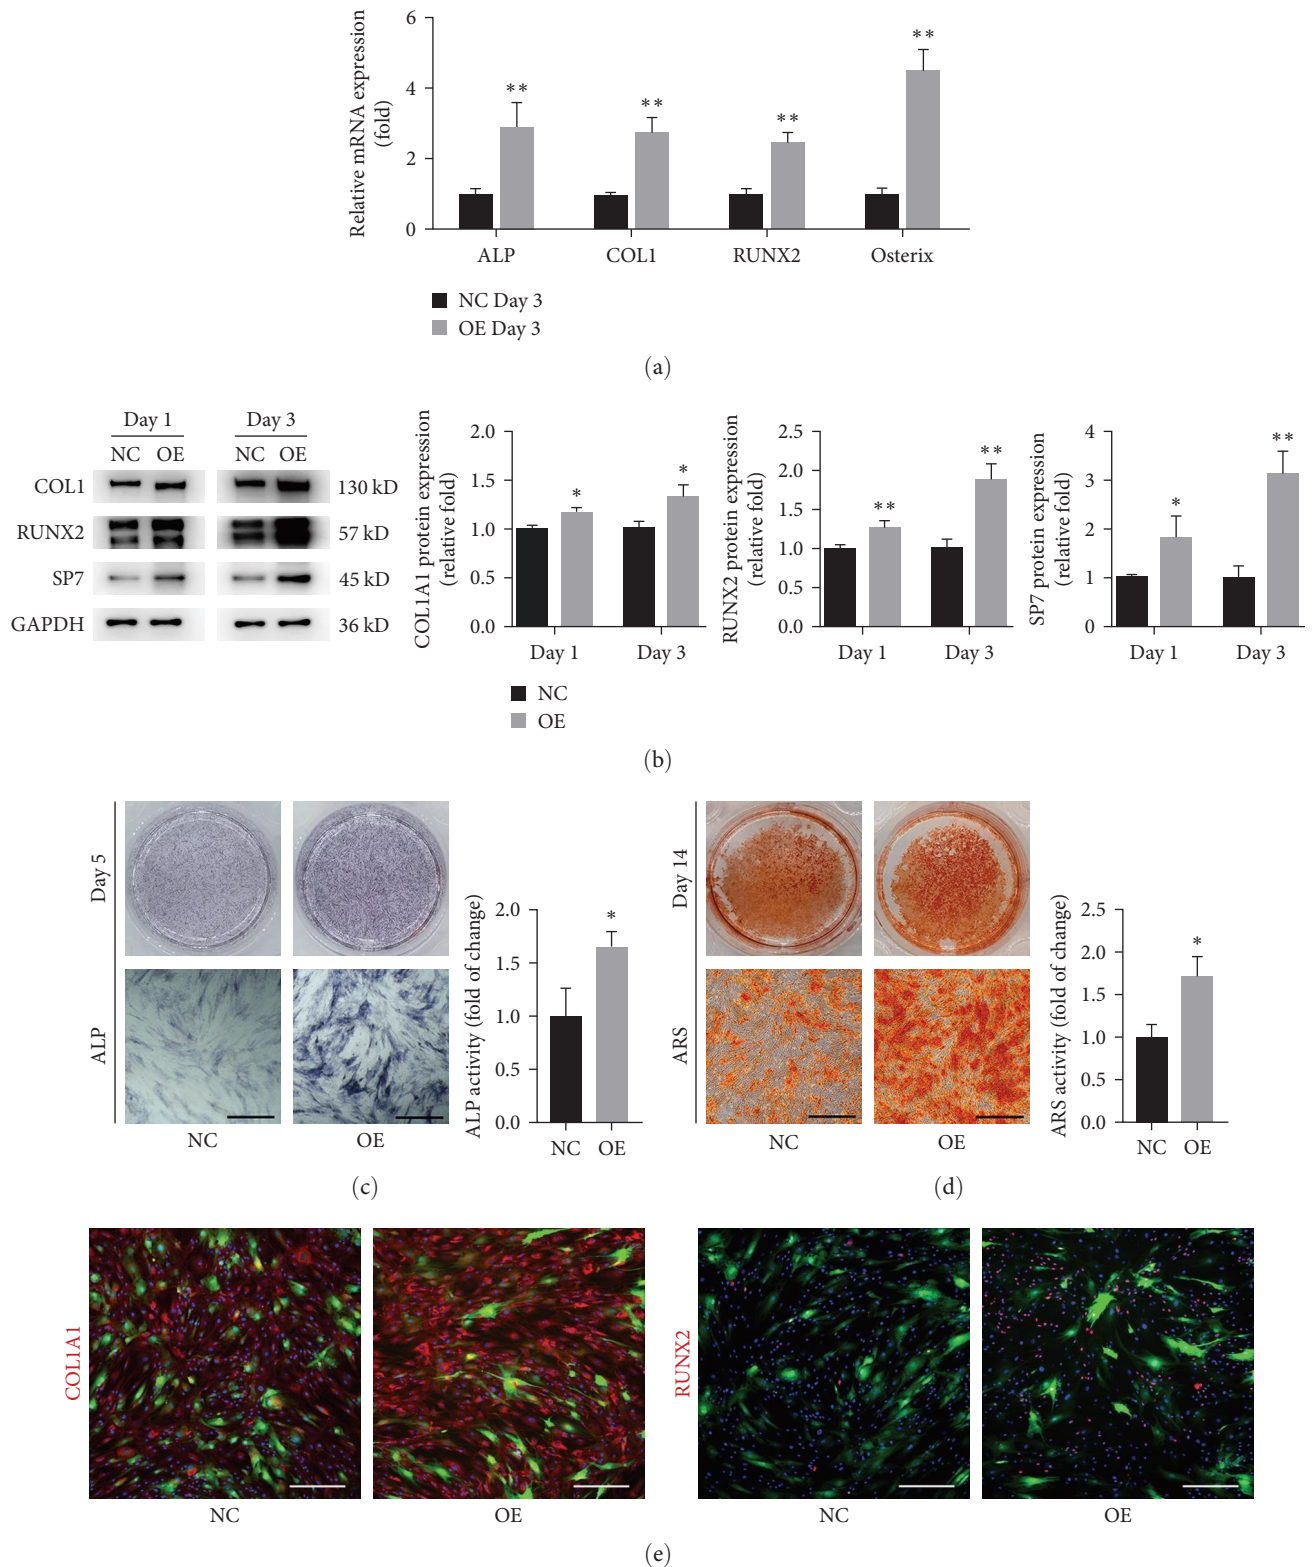 6
4
2
0
Relative mRNA expression
(fold)
** ** ** **
ALP COL1 RUNX2 Osterix
NC Day 3
OE Day 3
(a)
Day 1 Day 3
NC OE NC OE
COL1 130 kD
RUNX2 57 kD
SP7 45 kD
GAPDH 36 kD
COL1A1 protein expression
(relative fold)
2.0
1.5
1.0
0.5
0.0
* *
Day 1 Day 3
NC
OE
RUNX2 protein expression
(relative fold)
2.5
2.0
1.5
1.0
0.5
0.0
** **
Day 1 Day 3
SP7 protein expression
(relative fold)
4
3
2
1
0
* **
Day 1 Day 3
(b)
Day 5
ALP
NC OE
ALP activity (fold of change)
2.0
1.5
1.0
0.5
0.0
*
NC OE
(c)
Day 14
ARS
NC OE
ARS activity (fold of change)
2.5
2.0
1.5
1.0
0.5
0.0
*
NC OE
(d)
COL1A1
NC OE
RUNX2
NC OE
(e)